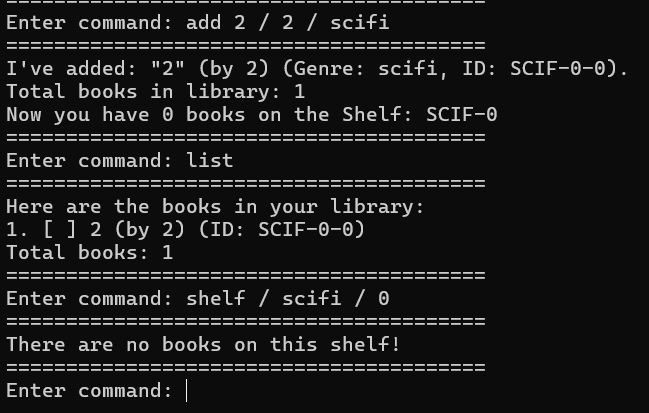 ========================================
Enter command: add 2 / 2 / scifi
========================================
I've added: "2" (by 2) (Genre: scifi, ID: SCIF-0-0).
Total books in library: 1
Now you have 0 books on the Shelf: SCIF-0
========================================
Enter command: list
========================================
Here are the books in your library:
1. [ ] 2 (by 2) (ID: SCIF-0-0)
Total books: 1
========================================
Enter command: shelf / scifi / 0
========================================
There are no books on this shelf!
========================================
Enter command: